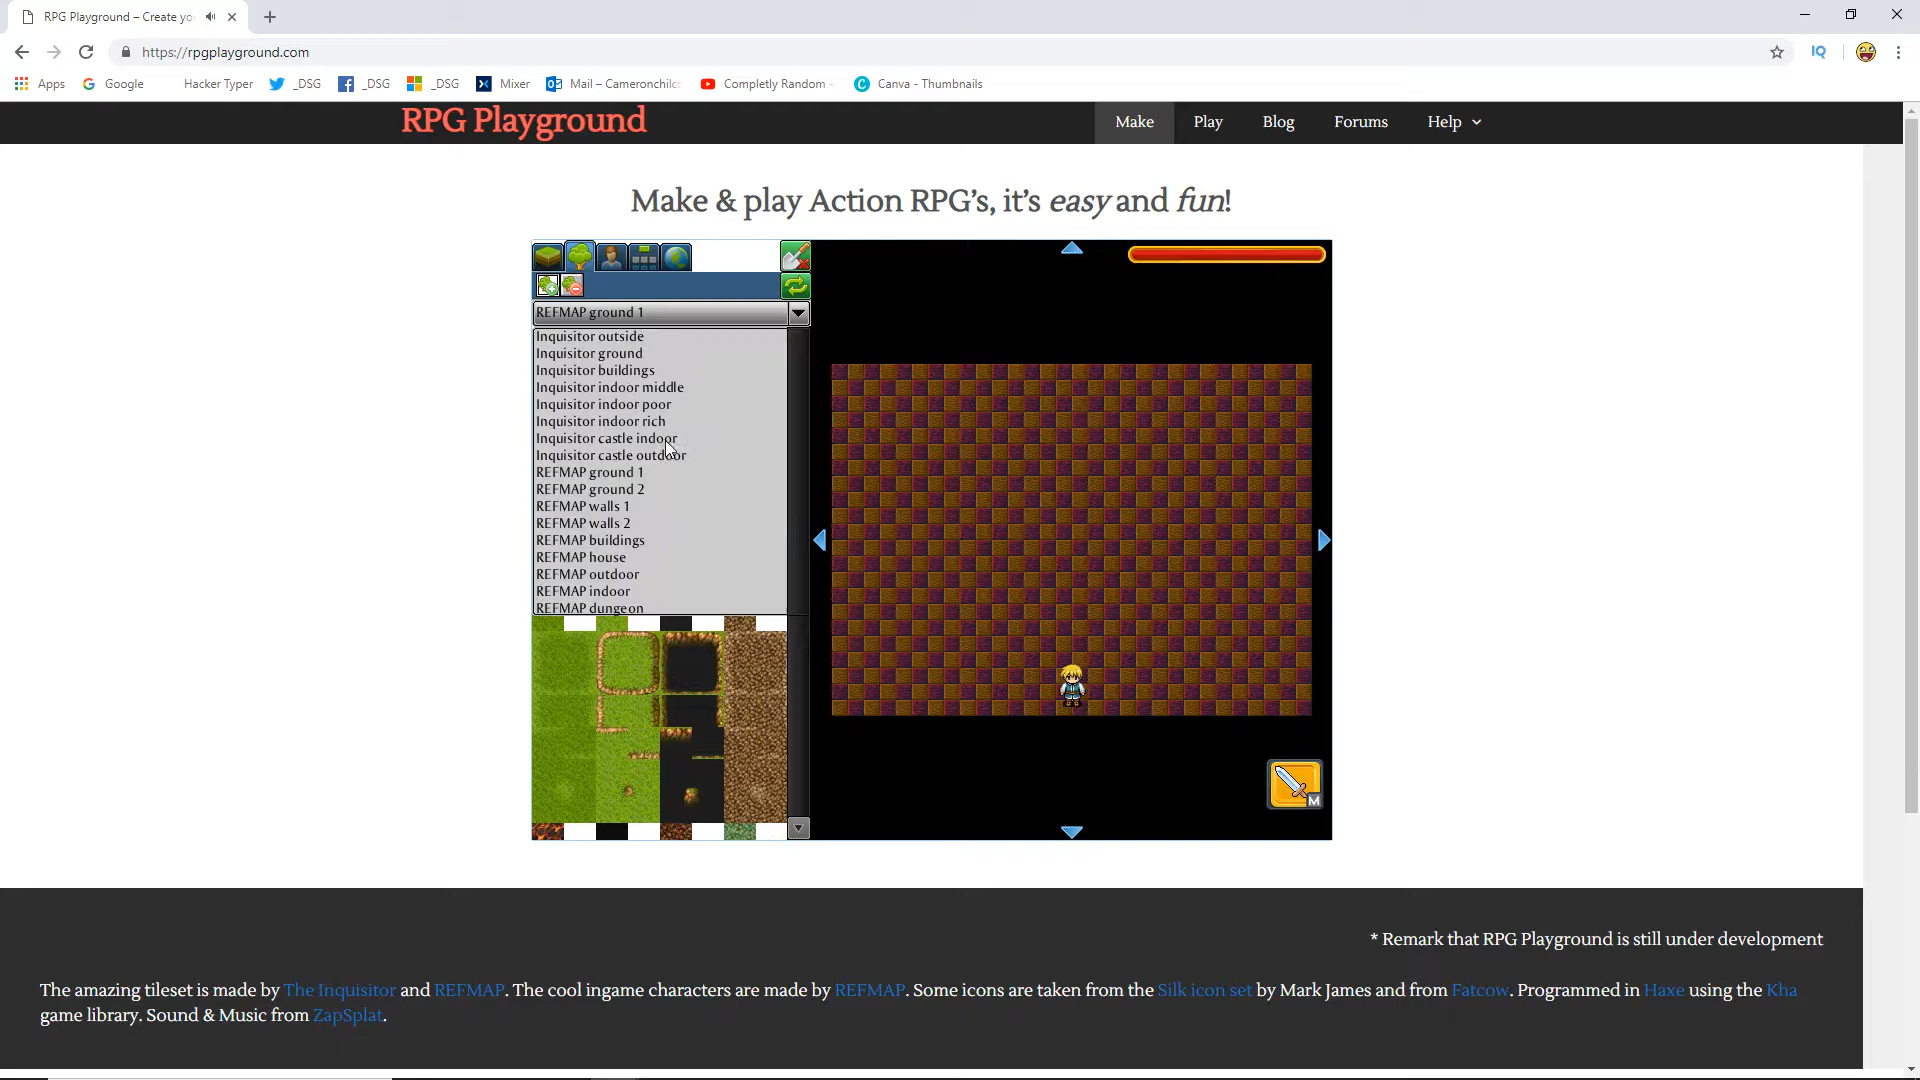 RPG Playground – Create yo
https://rpgplayground.com
IQ
Apps
Google
Hacker Typer
_DSG
_DSG
_DSG
Mixer
Mail – Cameronchilc
Completly Random -
Canva - Thumbnails
RPG Playground
Make
Play
Blog
Forums
Help
Make & play Action RPG's, it's easy and fun!
REFMAP ground 1
Inquisitor outside
Inquisitor ground
Inquisitor buildings
Inquisitor indoor middle
Inquisitor indoor poor
Inquisitor indoor rich
Inquisitor castle indoor
Inquisitor castle outdoor
REFMAP ground 1
REFMAP ground 2
REFMAP walls 1
REFMAP walls 2
REFMAP buildings
REFMAP house
REFMAP outdoor
REFMAP indoor
REFMAP dungeon
M
* Remark that RPG Playground is still under development
The amazing tileset is made by The Inquisitor and REFMAP. The cool ingame characters are made by REFMAP. Some icons are taken from the Silk icon set by Mark James and from Fatcow. Programmed in Haxe using the Kha
game library. Sound & Music from ZapSplat.